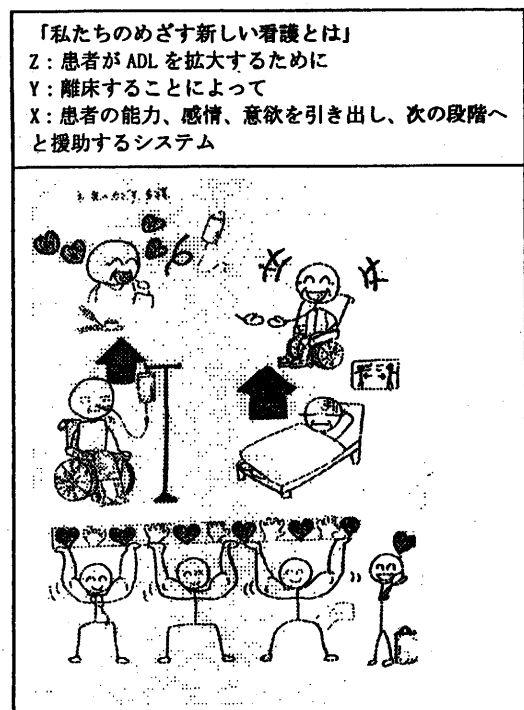 「私たちのめざす新しい看護とは」
Z:患者がADLを拡大するために
Y:離床することによって
X:患者の能力、感情、意欲を引き出し、次の段階へ
と援助するシステム